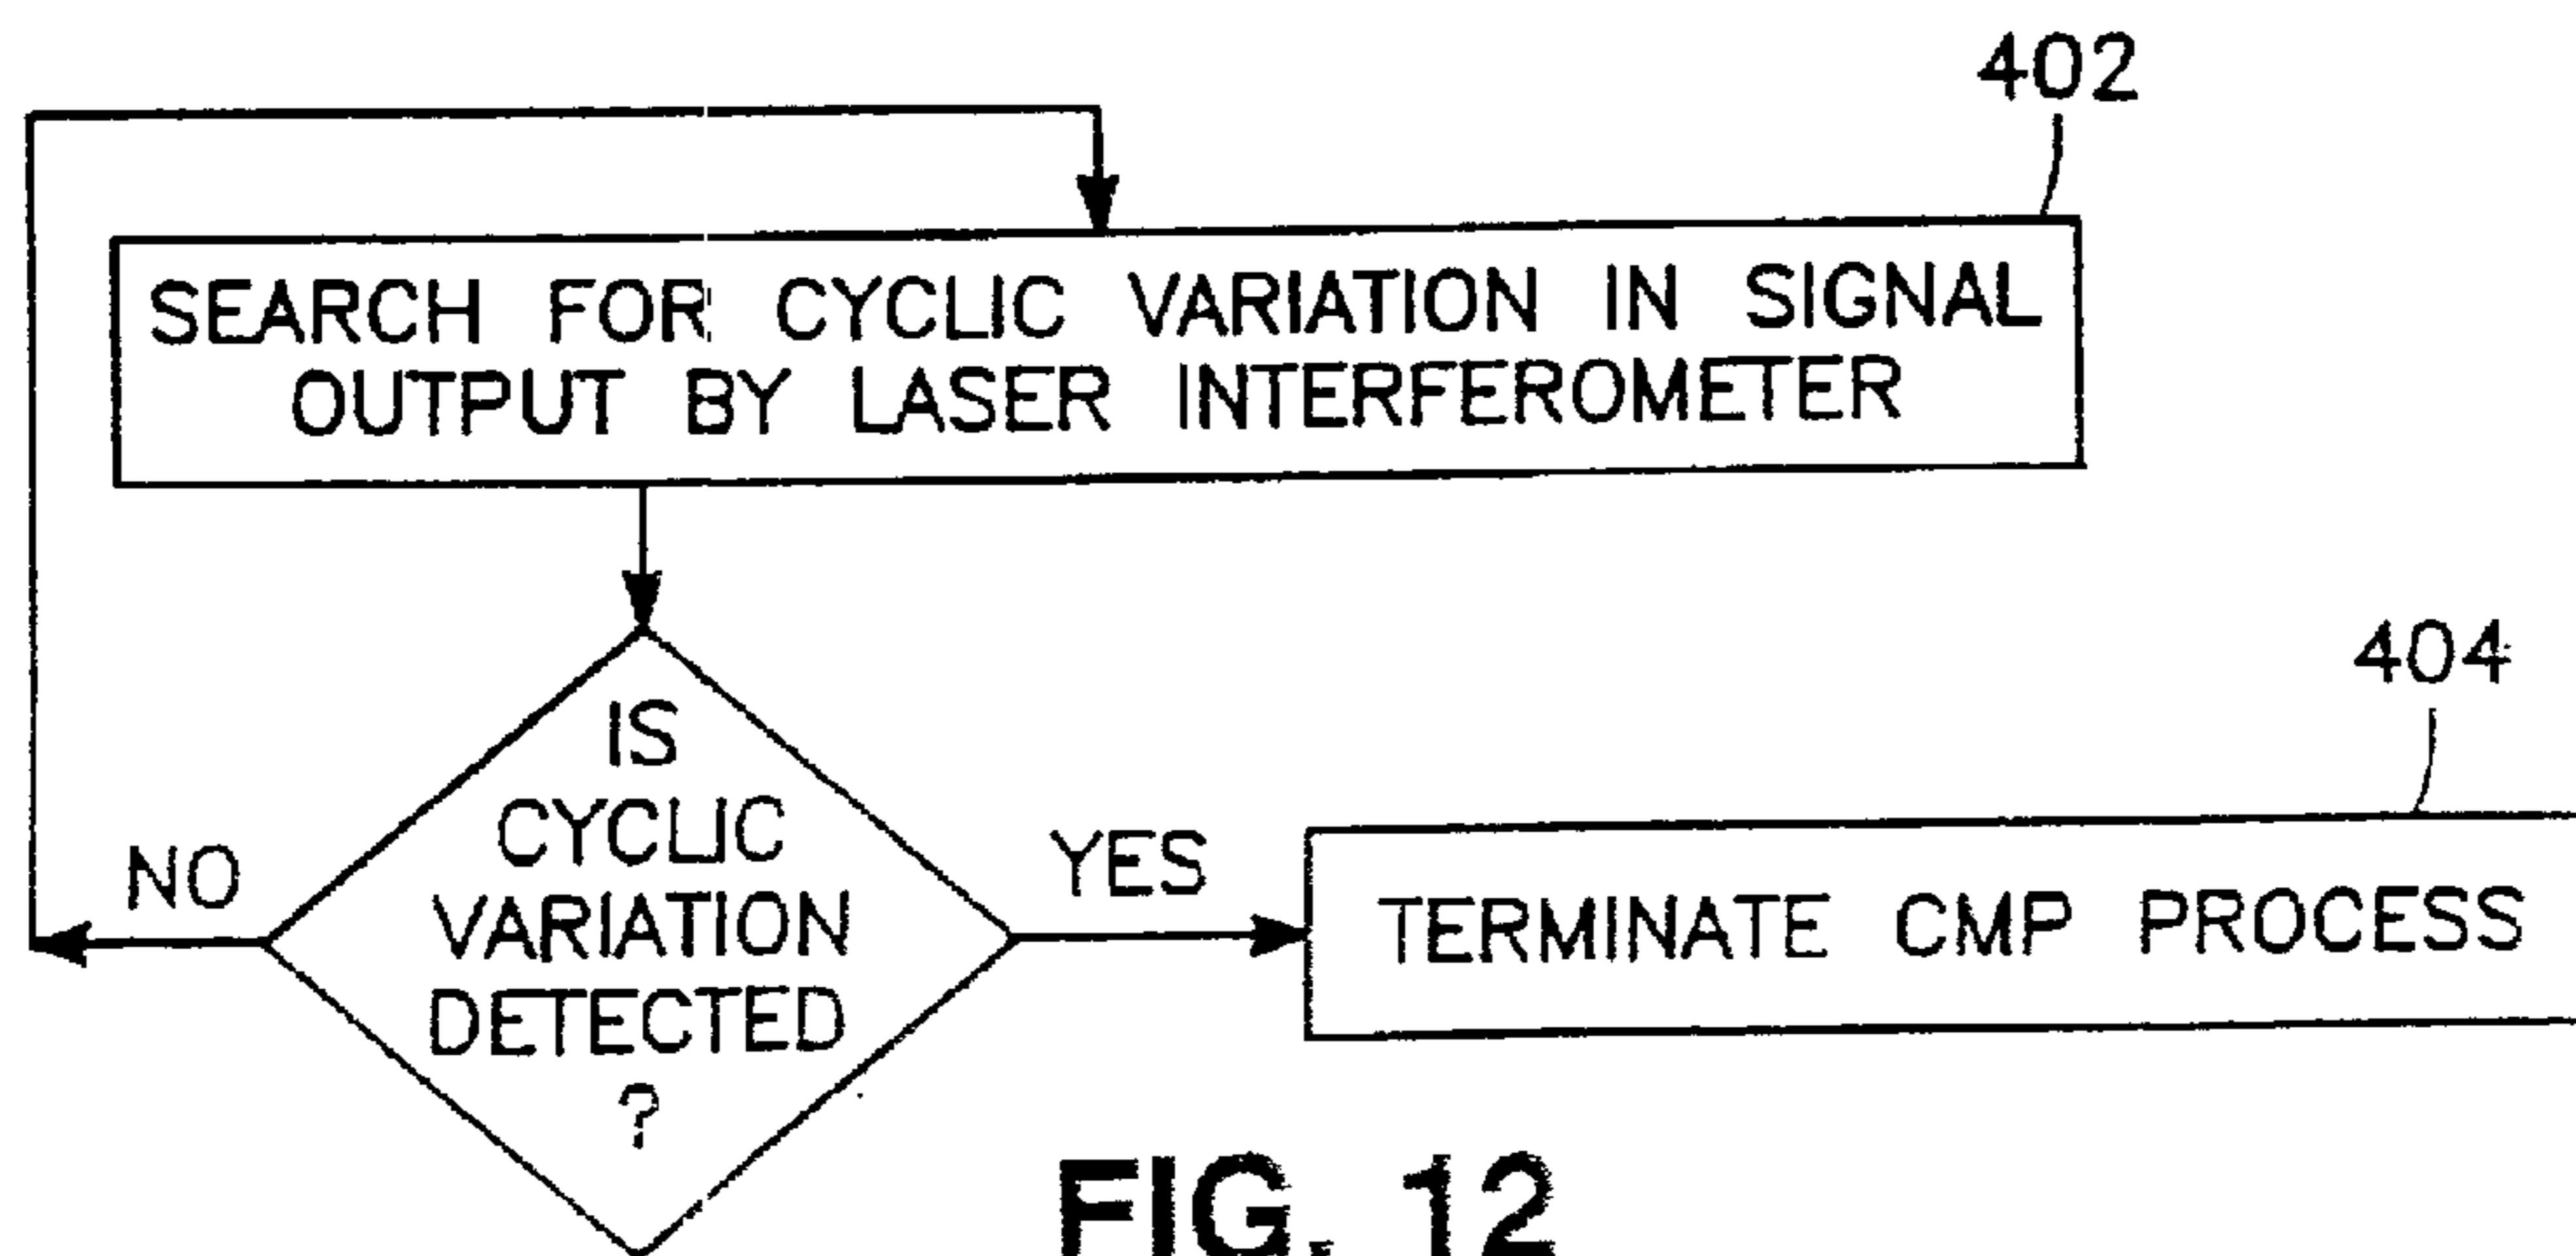 402
SEARCH FOR CYCLIC VARIATION IN SIGNAL
OUTPUT BY LASER INTERFEROMETER
404
IS
CYCLIC
VARIATION
DETECTED
?
NO
YES
TERMINATE CMP PROCESS
FIG. 12